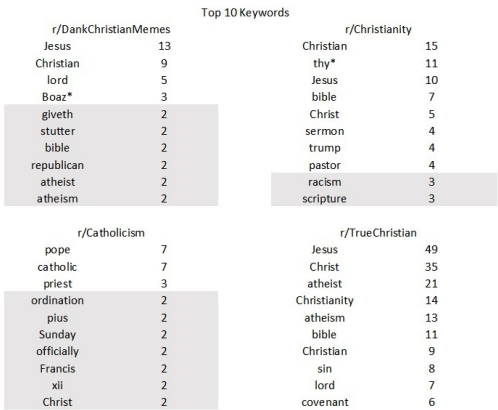 Top 10 Keywords
r/DankChristianMemes
Jesus 13
Christian 9
lord 5
Boaz* 3
giveth 2
stutter 2
bible 2
republican 2
atheist 2
atheism 2
r/Christianity
Christian 15
thy* 11
Jesus 10
bible 7
Christ 5
sermon 4
trump 4
pastor 4
racism 3
scripture 3
r/Catholicism
pope 7
catholic 7
priest 3
ordination 2
pius 2
Sunday 2
officially 2
Francis 2
xii 2
Christ 2
r/TrueChristian
Jesus 49
Christ 35
atheist 21
Christianity 14
atheism 13
bible 11
Christian 9
sin 8
lord 7
covenant 6